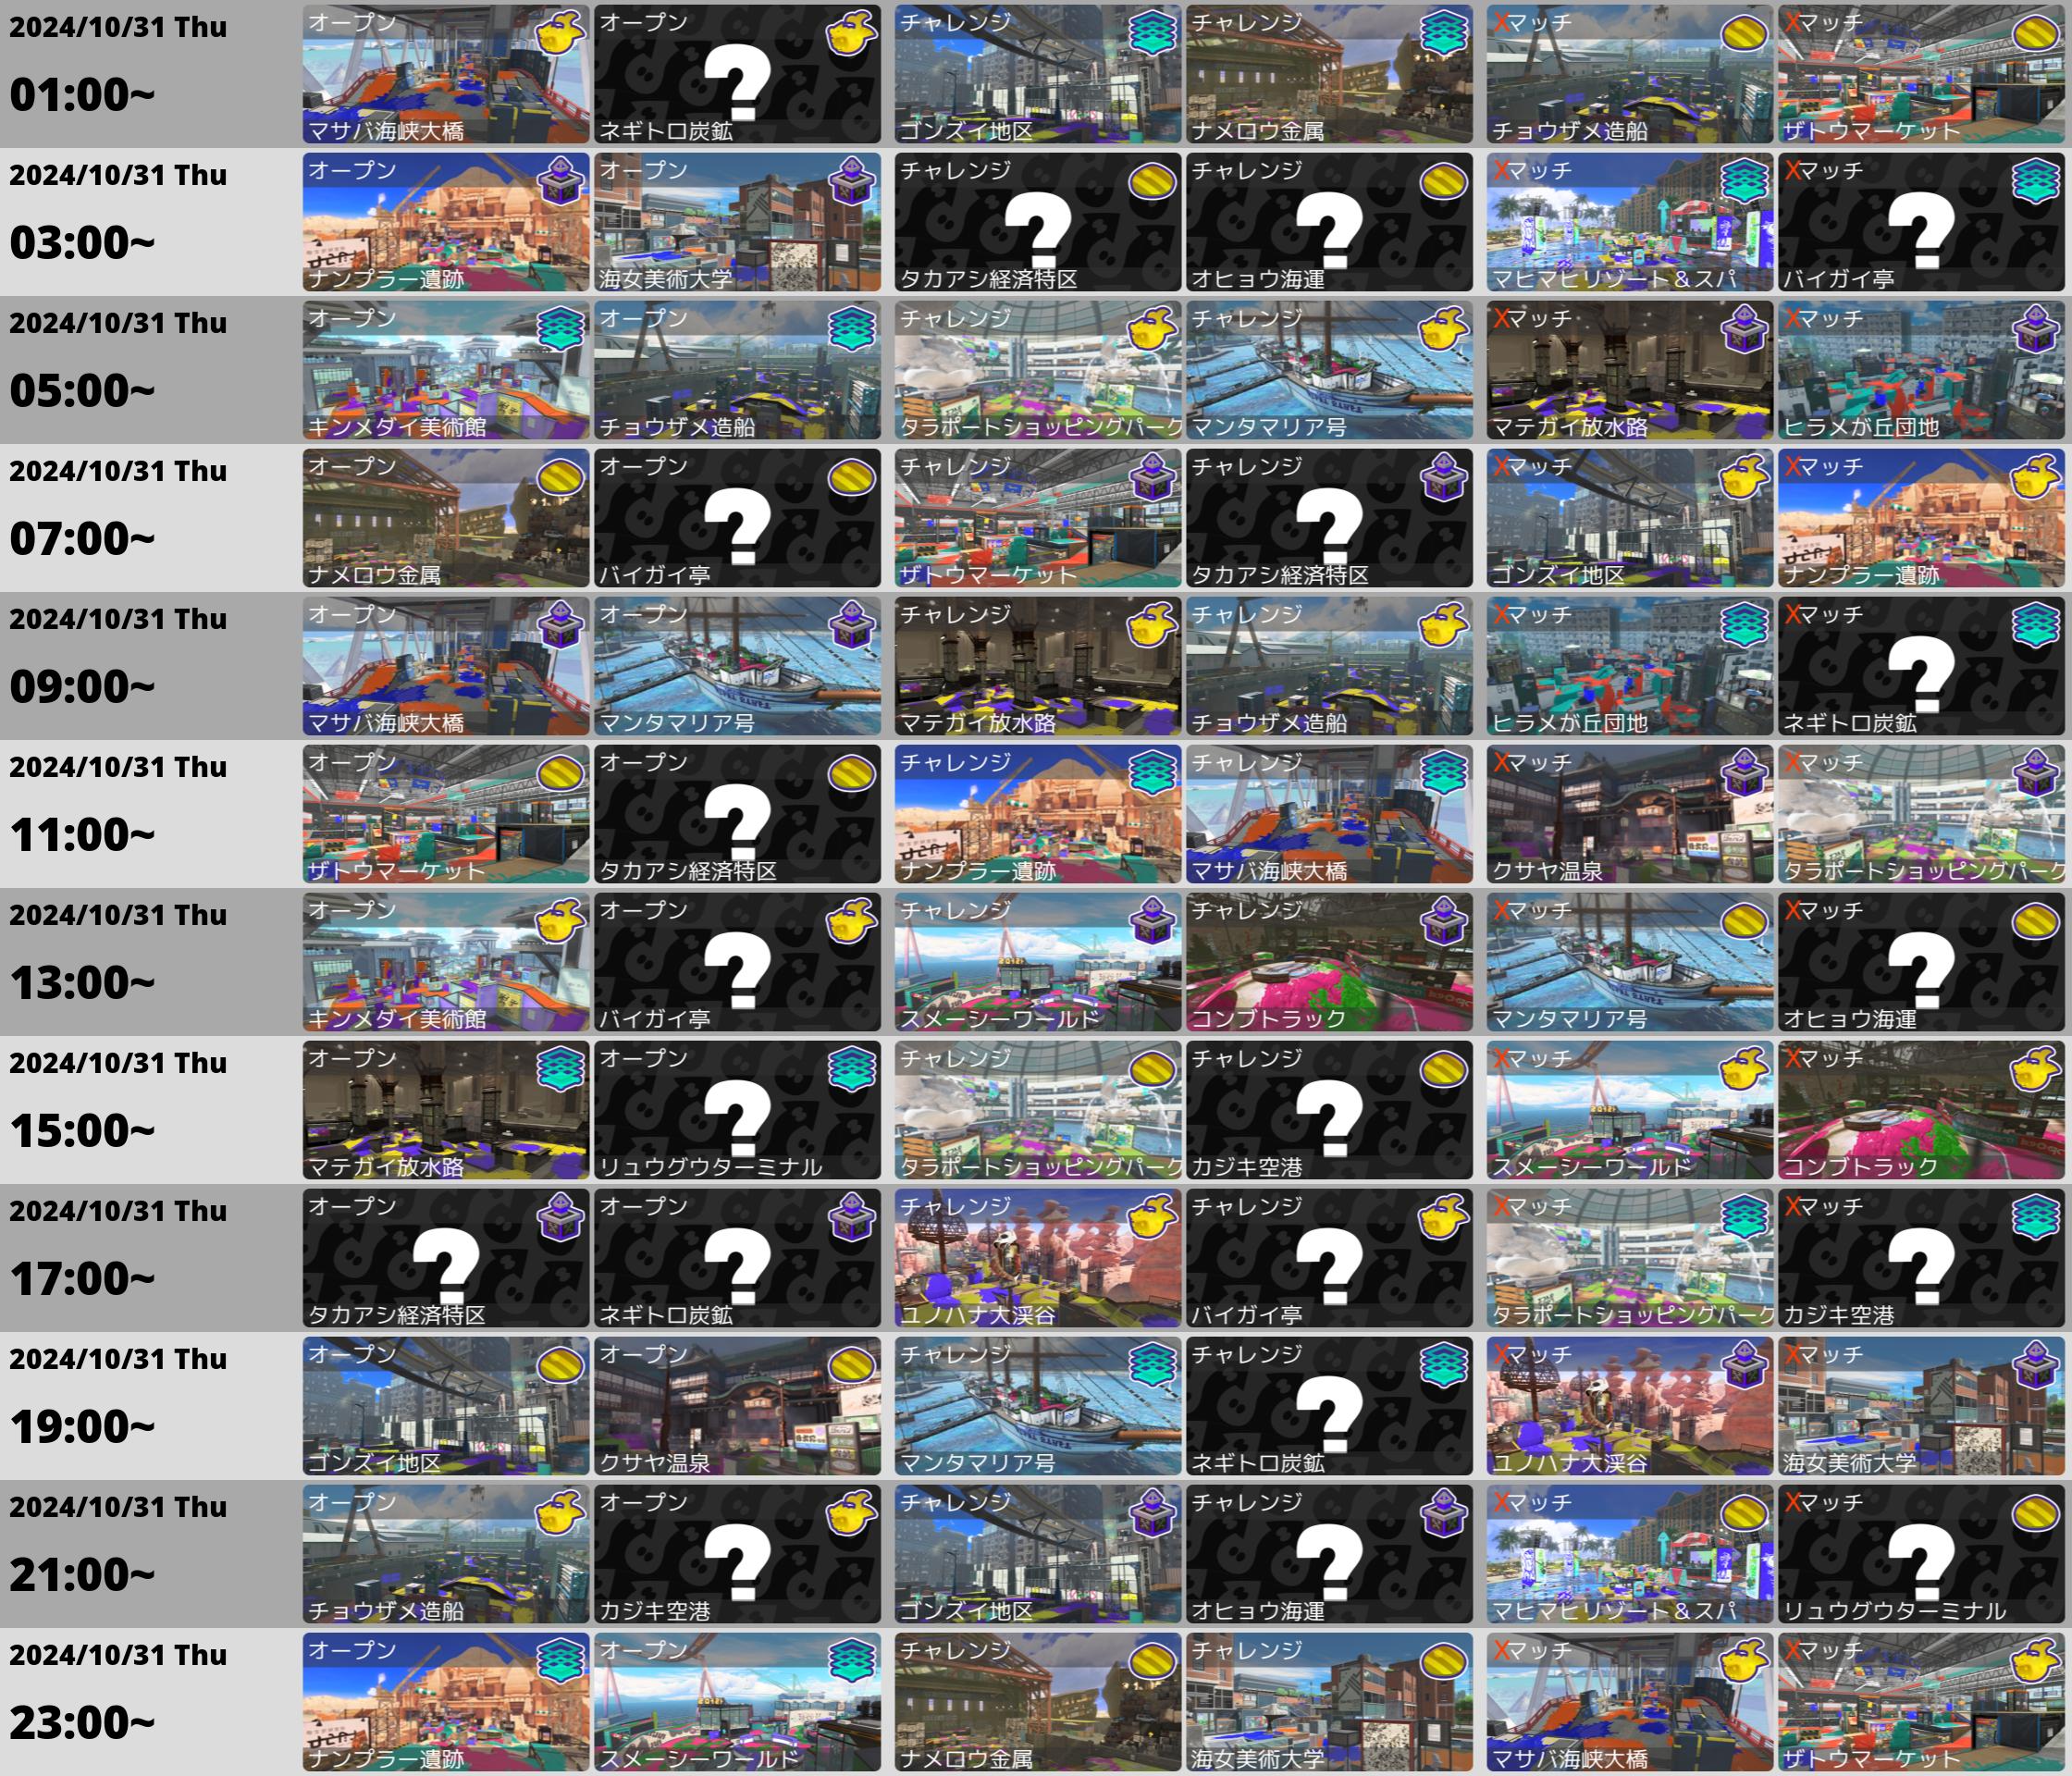 2024/10/31 Thu
01:00~
オープン
マサバ海峡大橋
オープン
?
ネギトロ炭鉱
チャレンジ
ゴンズイ地区
チャレンジ
ナメロウ金属
Xマッチ
チョウザメ造船
Xマッチ
ザトウマーケット
2024/10/31 Thu
03:00~
オープン
ナンプラー遺跡
オープン
海女美術大学
チャレンジ
?
タカアシ経済特区
チャレンジ
?
オヒョウ海運
Xマッチ
マヒマヒリゾート&スパ
Xマッチ
?
バイガイ亭
2024/10/31 Thu
05:00~
オープン
キンメダイ美術館
オープン
チョウザメ造船
チャレンジ
タラポートショッピングパーク
チャレンジ
マンタマリア号
Xマッチ
マテガイ放水路
Xマッチ
ヒラメが丘団地
2024/10/31 Thu
07:00~
オープン
ナメロウ金属
オープン
?
バイガイ亭
チャレンジ
ザトウマーケット
チャレンジ
?
タカアシ経済特区
Xマッチ
ゴンズイ地区
Xマッチ
ナンプラー遺跡
2024/10/31 Thu
09:00~
オープン
マサバ海峡大橋
オープン
マンタマリア号
チャレンジ
マテガイ放水路
チャレンジ
チョウザメ造船
Xマッチ
ヒラメが丘団地
Xマッチ
?
ネギトロ炭鉱
2024/10/31 Thu
11:00~
オープン
ザトウマーケット
オープン
?
タカアシ経済特区
チャレンジ
ナンプラー遺跡
チャレンジ
マサバ海峡大橋
Xマッチ
クサヤ温泉
Xマッチ
タラポートショッピングパーク
2024/10/31 Thu
13:00~
オープン
キンメダイ美術館
オープン
?
バイガイ亭
チャレンジ
スメーシーワールド
チャレンジ
コンブトラック
Xマッチ
マンタマリア号
Xマッチ
?
オヒョウ海運
2024/10/31 Thu
15:00~
オープン
マテガイ放水路
オープン
?
リュウグウターミナル
チャレンジ
タラポートショッピングパーク
チャレンジ
?
カジキ空港
Xマッチ
スメーシーワールド
Xマッチ
コンブトラック
2024/10/31 Thu
17:00~
オープン
?
タカアシ経済特区
オープン
?
ネギトロ炭鉱
チャレンジ
ユノハナ大渓谷
チャレンジ
?
バイガイ亭
Xマッチ
タラポートショッピングパーク
Xマッチ
?
カジキ空港
2024/10/31 Thu
19:00~
オープン
ゴンズイ地区
オープン
クサヤ温泉
チャレンジ
マンタマリア号
チャレンジ
?
ネギトロ炭鉱
Xマッチ
ユノハナ大渓谷
Xマッチ
海女美術大学
2024/10/31 Thu
21:00~
オープン
チョウザメ造船
オープン
?
カジキ空港
チャレンジ
ゴンズイ地区
チャレンジ
?
オヒョウ海運
Xマッチ
マヒマヒリゾート&スパ
Xマッチ
?
リュウグウターミナル
2024/10/31 Thu
23:00~
オープン
ナンプラー遺跡
オープン
スメーシーワールド
チャレンジ
ナメロウ金属
チャレンジ
海女美術大学
Xマッチ
マサバ海峡大橋
Xマッチ
ザトウマーケット